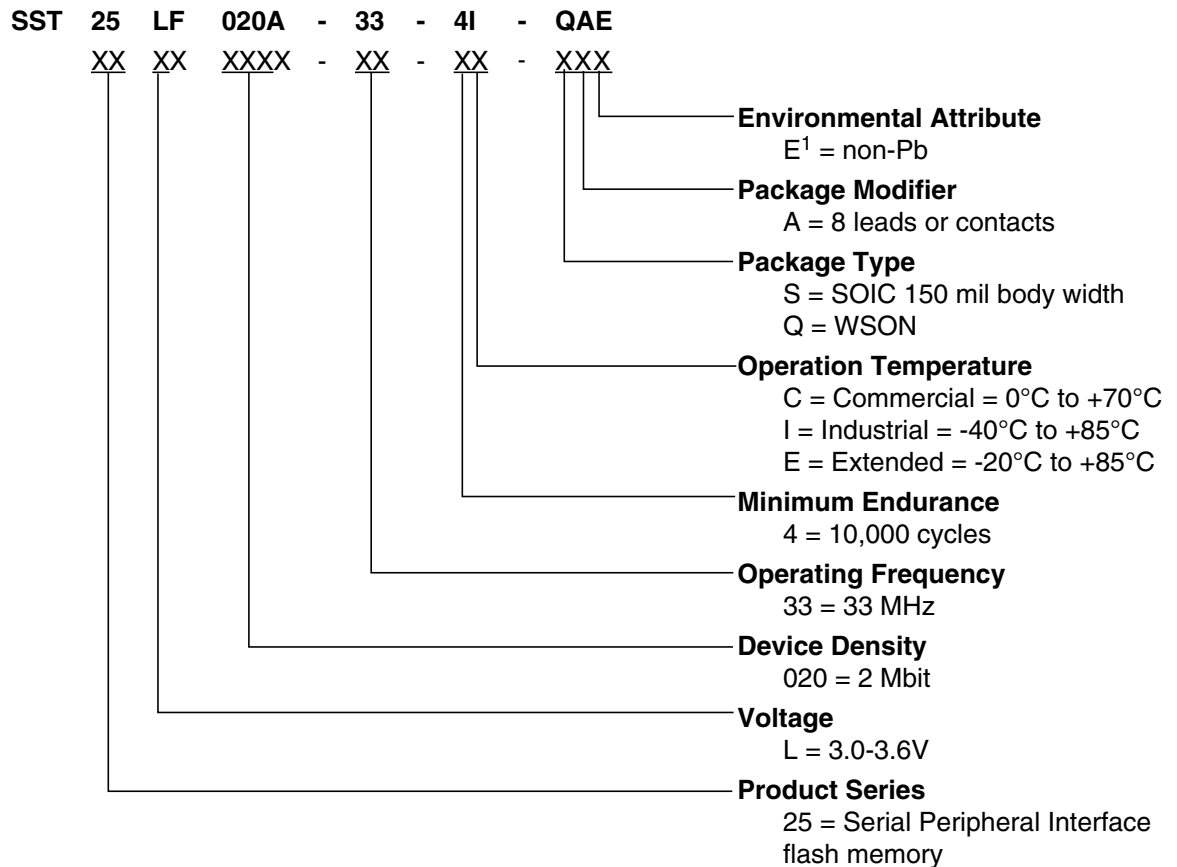 SST 25 LF 020A - 33 - 4I - QAE
XX XX XXXX - XX - XX - XXX
Environmental Attribute
E1 = non-Pb
Package Modifier
A = 8 leads or contacts
Package Type
S = SOIC 150 mil body width
Q = WSON
Operation Temperature
C = Commercial = 0°C to +70°C
I = Industrial = -40°C to +85°C
E = Extended = -20°C to +85°C
Minimum Endurance
4 = 10,000 cycles
Operating Frequency
33 = 33 MHz
Device Density
020 = 2 Mbit
Voltage
L = 3.0-3.6V
Product Series
25 = Serial Peripheral Interface
flash memory